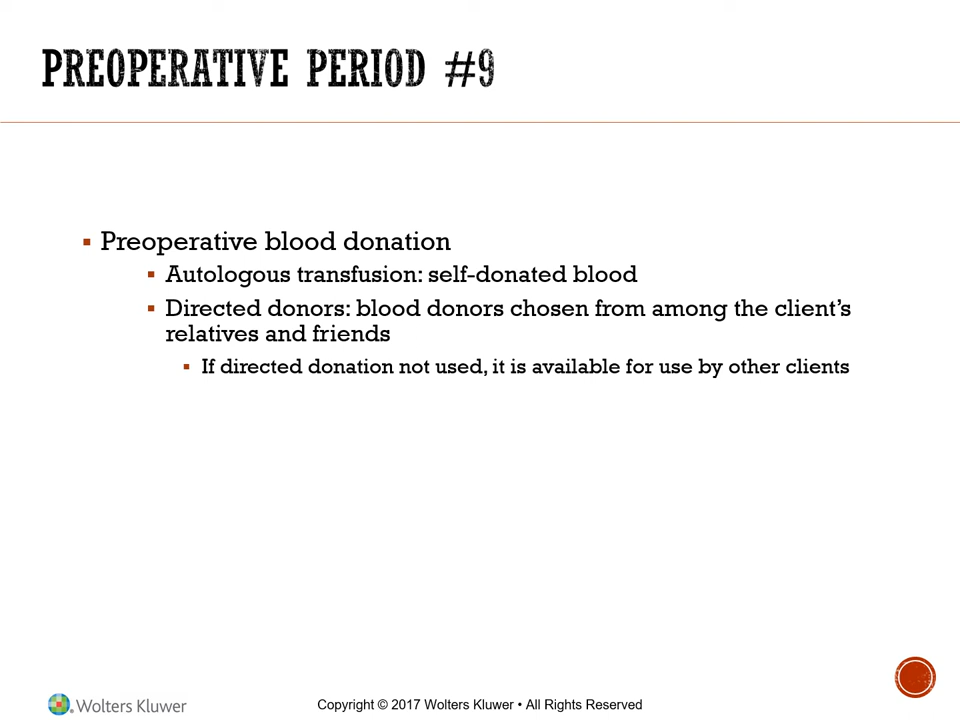 PREOPERATIVE PERIOD #9
▪ Preoperative blood donation
▪ Autologous transfusion: self-donated blood
▪ Directed donors: blood donors chosen from among the client’s
relatives and friends
▪ If directed donation not used, it is available for use by other clients
Wolters Kluwer
Copyright © 2017 Wolters Kluwer • All Rights Reserved